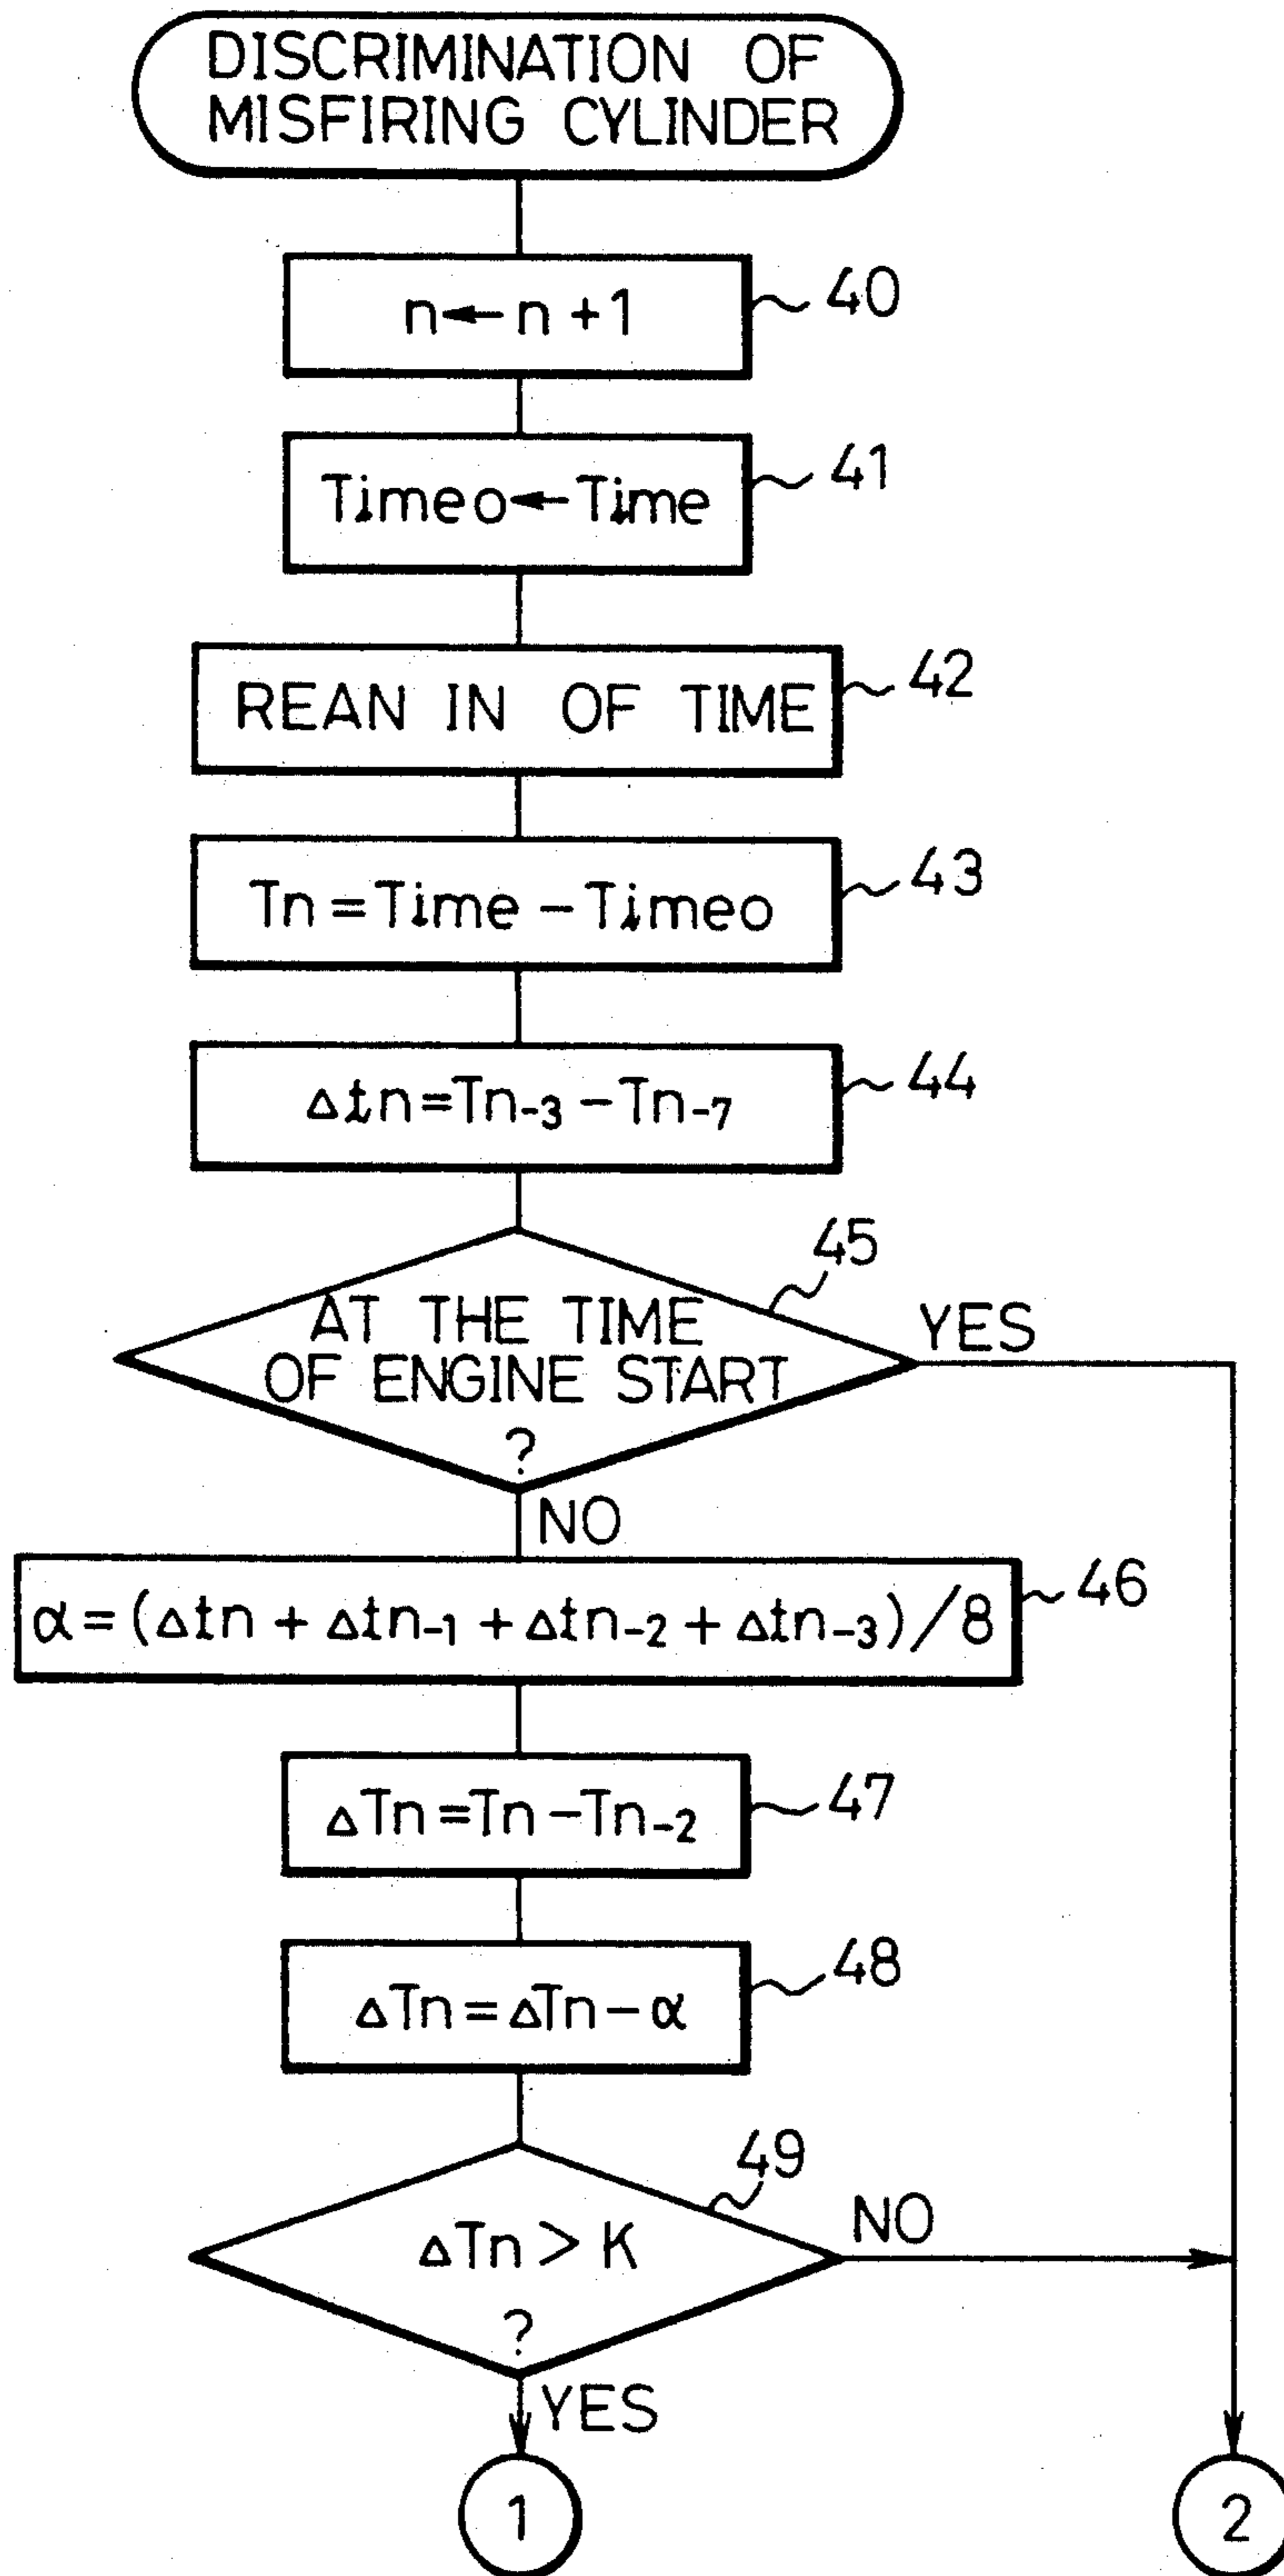 DISCRIMINATION OF
MISFIRING CYLINDER
n ← n + 1
40
Timeo ← Time
41
REAN IN OF TIME
42
Tn = Time - Timeo
43
Δtn = Tn-3 - Tn-7
44
45
AT THE TIME
OF ENGINE START
?
YES
NO
α = (Δtn + Δtn-1 + Δtn-2 + Δtn-3)/8
46
ΔTn = Tn - Tn-2
47
ΔTn = ΔTn - α
48
49
ΔTn > K
?
NO
YES
1
2